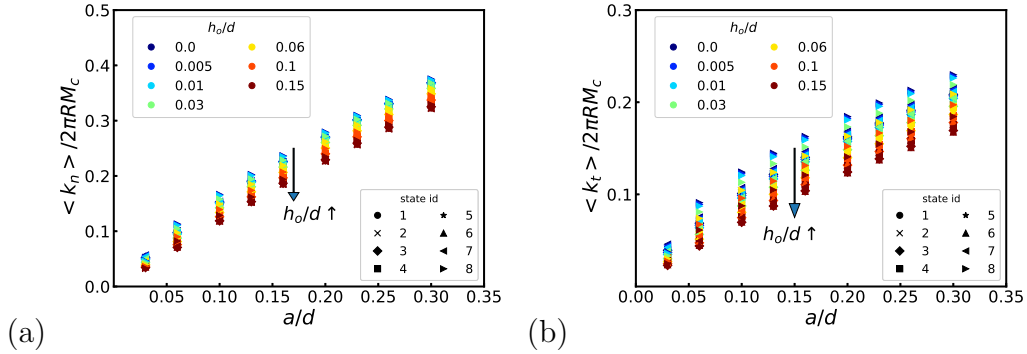 0.5
0.4
0.3
0.2
0.1
0.0
< k_n > /2πRM_c
h_o/d
0.0
0.005
0.01
0.03
0.06
0.1
0.15
h_o/d ↑
state id
1
2
3
4
5
6
7
8
0.05 0.10 0.15 0.20 0.25 0.30 0.35
a/d
(a)
0.3
0.2
0.1
< k_t > /2πRM_c
h_o/d
0.0
0.005
0.01
0.03
0.06
0.1
0.15
h_o/d ↑
state id
1
2
3
4
5
6
7
8
0.00 0.05 0.10 0.15 0.20 0.25 0.30 0.35
a/d
(b)